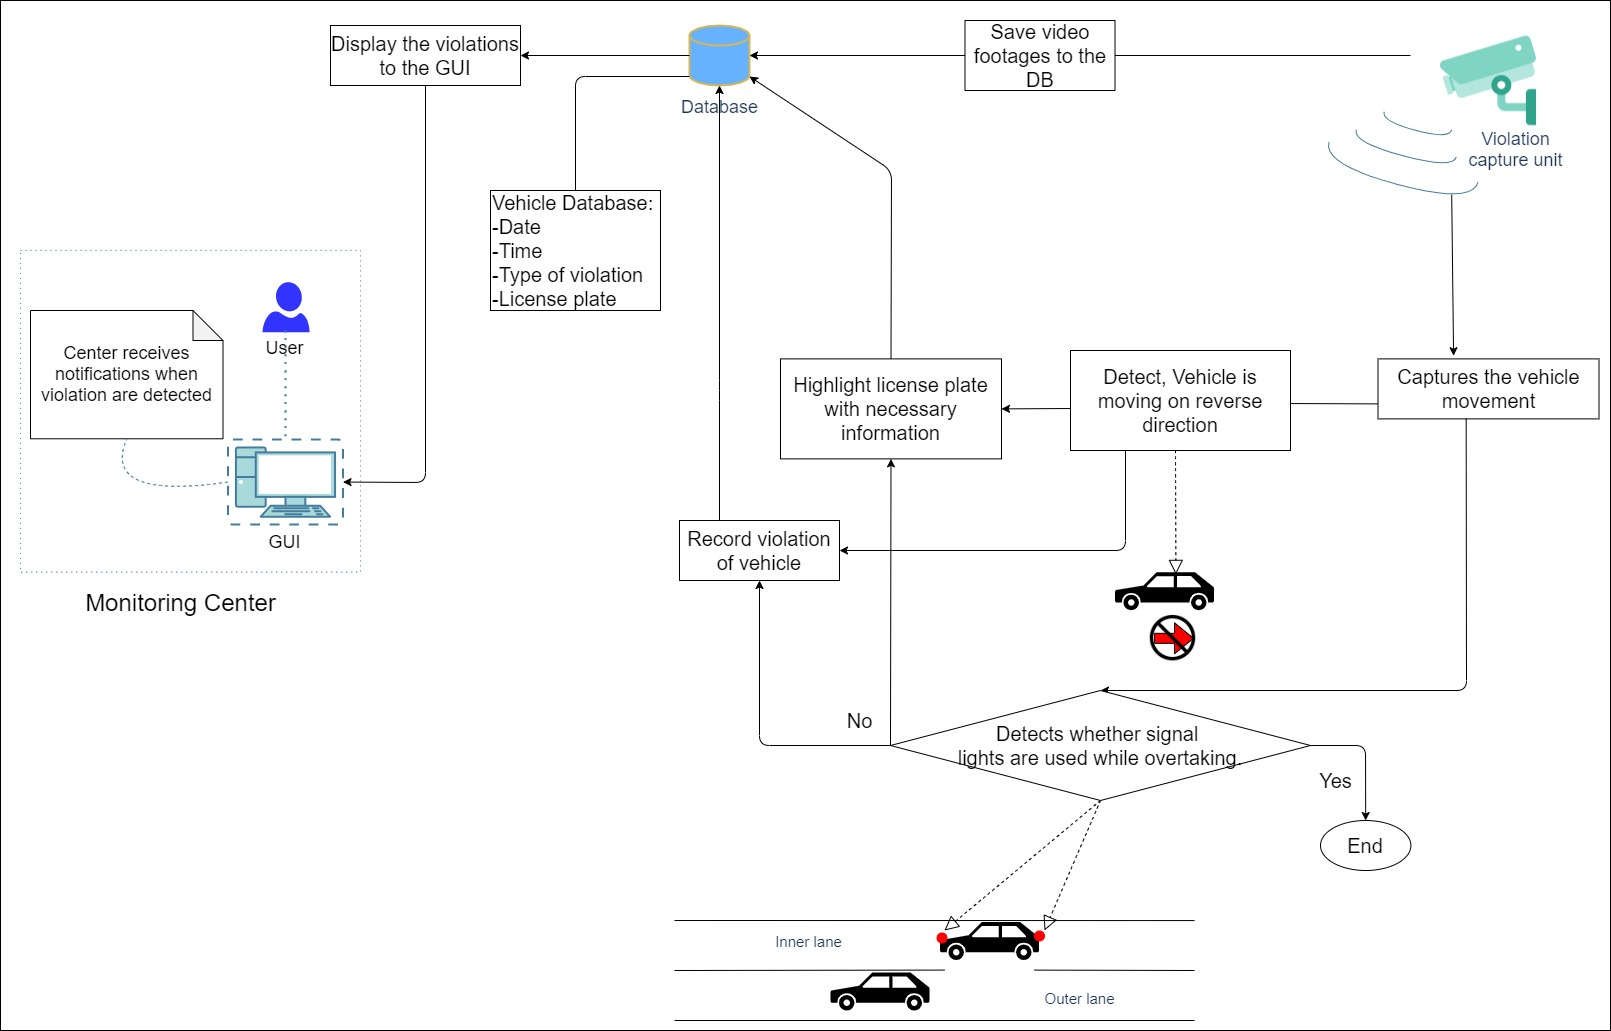 Display the violations
to the GUI
Database
Save video
footages to the
DB
Violation
capture unit
Vehicle Database:
-Date
-Time
-Type of violation
-License plate
User
Center receives
notifications when
violation are detected
GUI
Monitoring Center
Highlight license plate
with necessary
information
Detect, Vehicle is
moving on reverse
direction
Captures the vehicle
movement
Record violation
of vehicle
No
Detects whether signal
lights are used while overtaking.
Yes
End
Inner lane
Outer lane